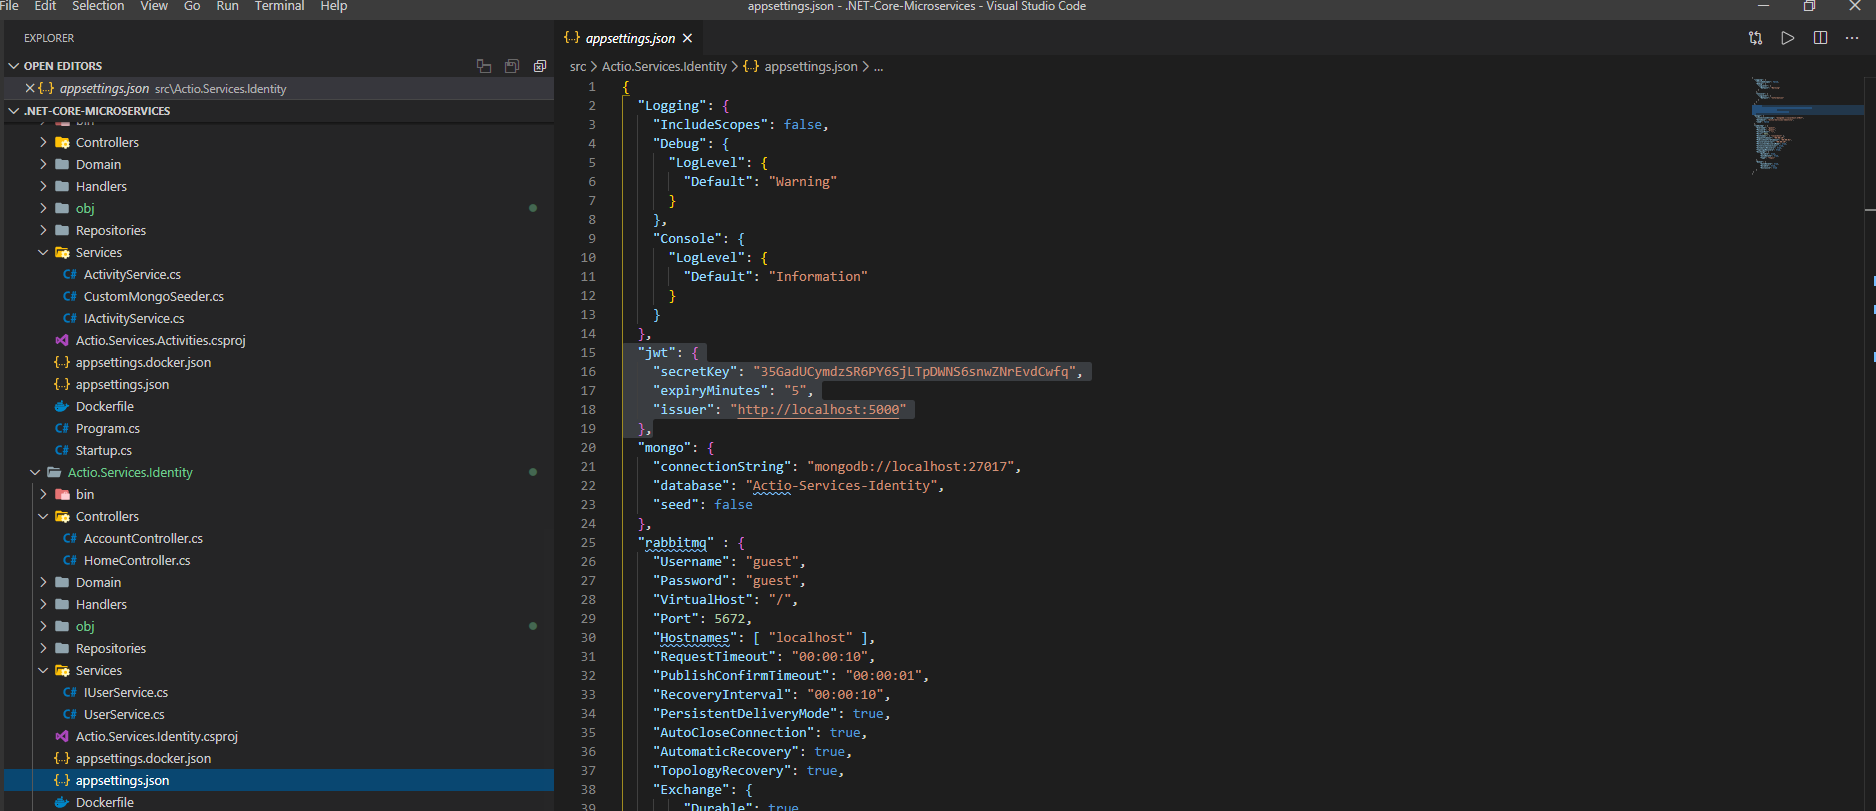 File Edit Selection View Go Run Terminal Help
appsettings.json - .NET-Core-Microservices - Visual Studio Code
EXPLORER
OPEN EDITORS
appsettings.json src\Actio.Services.Identity
.NET-CORE-MICROSERVICES
bin
Controllers
Domain
Handlers
obj
Repositories
Services
C# ActivityService.cs
C# CustomMongoSeeder.cs
C# IActivityService.cs
Actio.Services.Activities.csproj
{..} appsettings.docker.json
{..} appsettings.json
Dockerfile
C# Program.cs
C# Startup.cs
Actio.Services.Identity
bin
Controllers
C# AccountController.cs
C# HomeController.cs
Domain
Handlers
obj
Repositories
Services
C# IUserService.cs
C# UserService.cs
Actio.Services.Identity.csproj
{..} appsettings.docker.json
{..} appsettings.json
Dockerfile
{..} appsettings.json
src > Actio.Services.Identity > {..} appsettings.json > ...
1 {
2 "Logging": {
3 "IncludeScopes": false,
4 "Debug": {
5 "LogLevel": {
6 "Default": "Warning"
7 }
8 },
9 "Console": {
10 "LogLevel": {
11 "Default": "Information"
12 }
13 }
14 },
15 "jwt": {
16 "secretKey": "35GadUCymdzSR6PY6SjLTpDWNS6snwZNrEvdCwfq",
17 "expiryMinutes": "5",
18 "issuer": "http://localhost:5000"
19 },
20 "mongo": {
21 "connectionString": "mongodb://localhost:27017",
22 "database": "Actio-Services-Identity",
23 "seed": false
24 },
25 "rabbitmq" : {
26 "Username": "guest",
27 "Password": "guest",
28 "VirtualHost": "/",
29 "Port": 5672,
30 "Hostnames": [ "localhost" ],
31 "RequestTimeout": "00:00:10",
32 "PublishConfirmTimeout": "00:00:01",
33 "RecoveryInterval": "00:00:10",
34 "PersistentDeliveryMode": true,
35 "AutoCloseConnection": true,
36 "AutomaticRecovery": true,
37 "TopologyRecovery": true,
38 "Exchange": {
39 "Durable": true